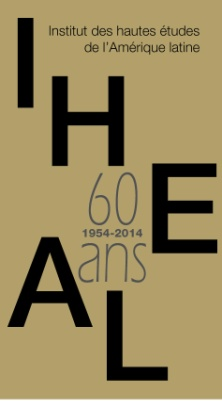 Institut des hautes études
de l'Amérique latine
I
H
E
A
L
60
1954-2014
ans